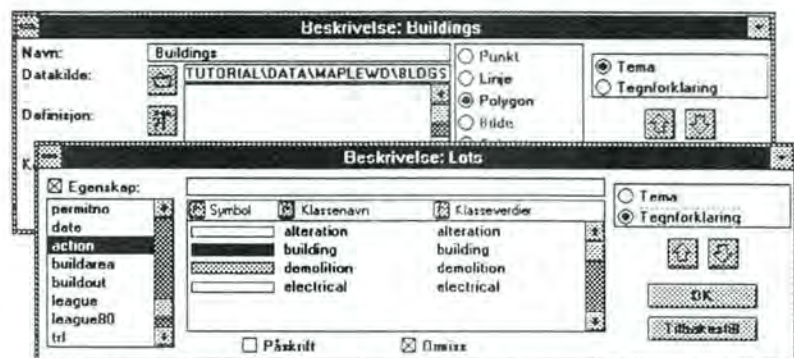 Beskrivelse: Buildings
Navn: Buildings
Datakilde: TUTORIAL\DATA\MAPLEWD\BLDGS
Definisjon:
Punkt
Linje
Polygon
Bilde
Tema
Tegnforklaring
Beskrivelse: Lots
Egenskap:
permitno
date
action
buildarea
buildout
league
league80
trl
Symbol Klassenavn Klasseverdier
alteration alteration
building building
demolition demolition
electrical electrical
Påskrift
Omriss
Tema
Tegnforklaring
OK
Tilbakestill